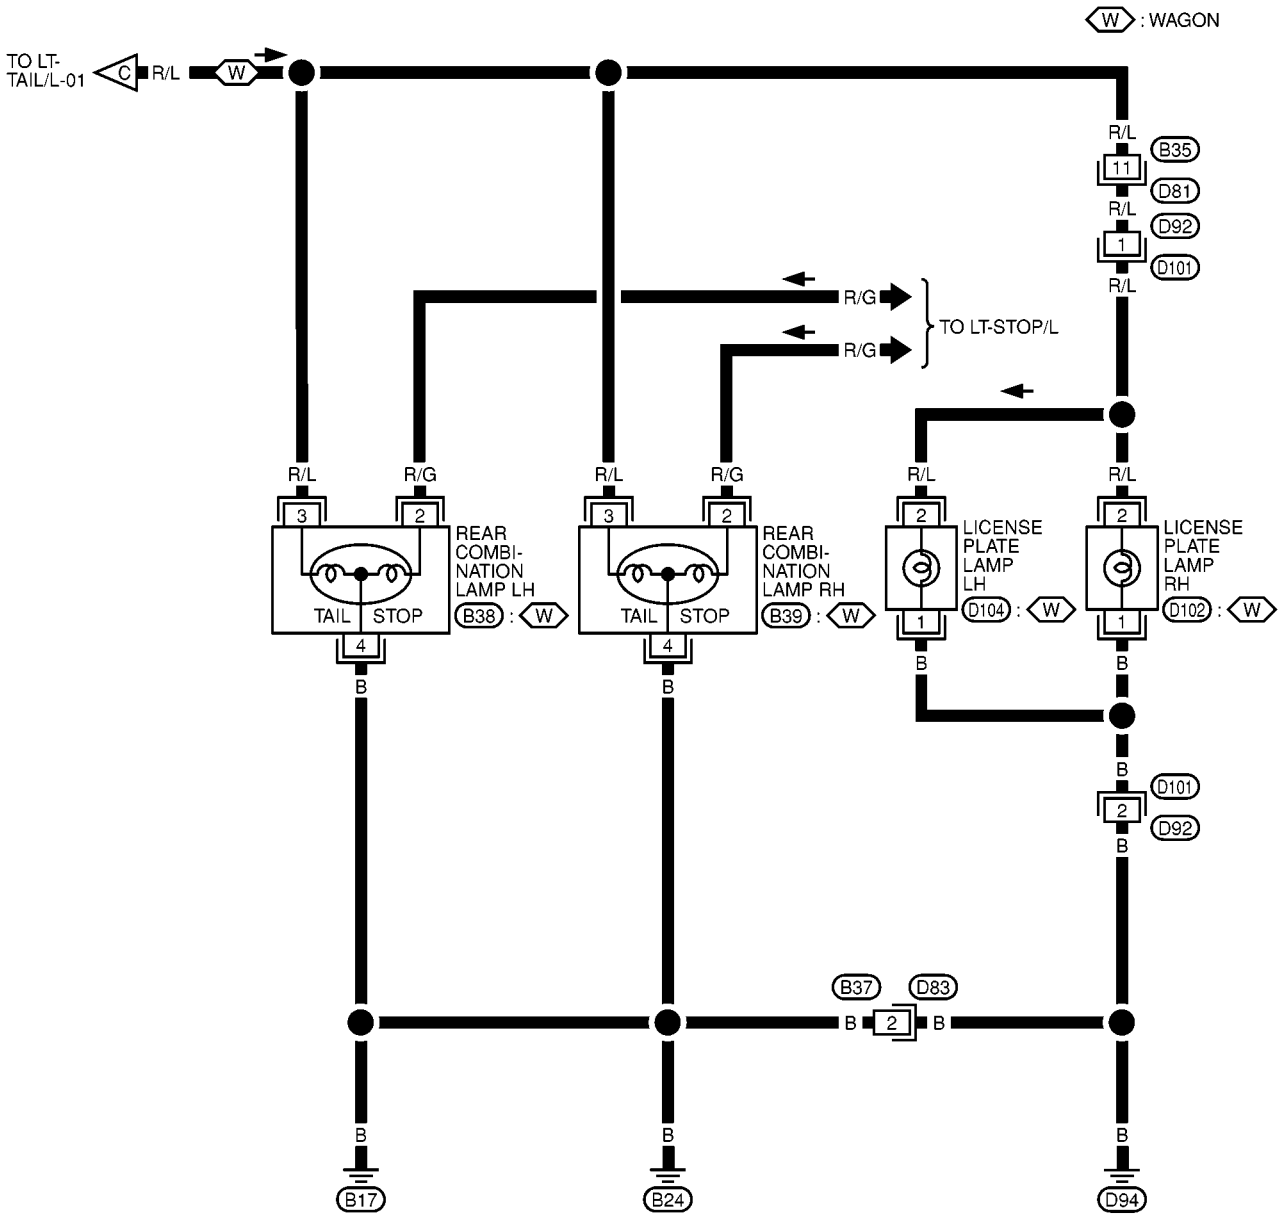 W : WAGON
TO LT-
TAIL/L-01
C R/L W
R/L
11 B35
D81
R/L
D92
1
D101
R/L
R/G
TO LT-STOP/L
R/G
R/L R/G R/L R/G R/L R/L
3 2 3 2 2 2
REAR
COMBI-
NATION
LAMP LH
B38 : W
TAIL STOP
REAR
COMBI-
NATION
LAMP RH
B39 : W
TAIL STOP
LICENSE
PLATE
LAMP
LH
D104 : W
LICENSE
PLATE
LAMP
RH
D102 : W
4 4 1 1
B B B B
B
D101
2
D92
B
B37 D83
B 2 B
B B B
B17 B24 D94